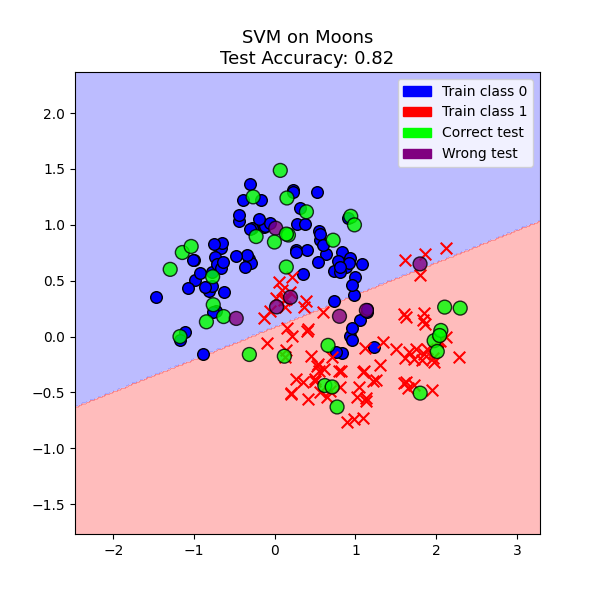 SVM on Moons
Test Accuracy: 0.82
Train class 0
Train class 1
Correct test
Wrong test
2.0
1.5
1.0
0.5
0.0
−0.5
−1.0
−1.5
−2 −1 0 1 2 3